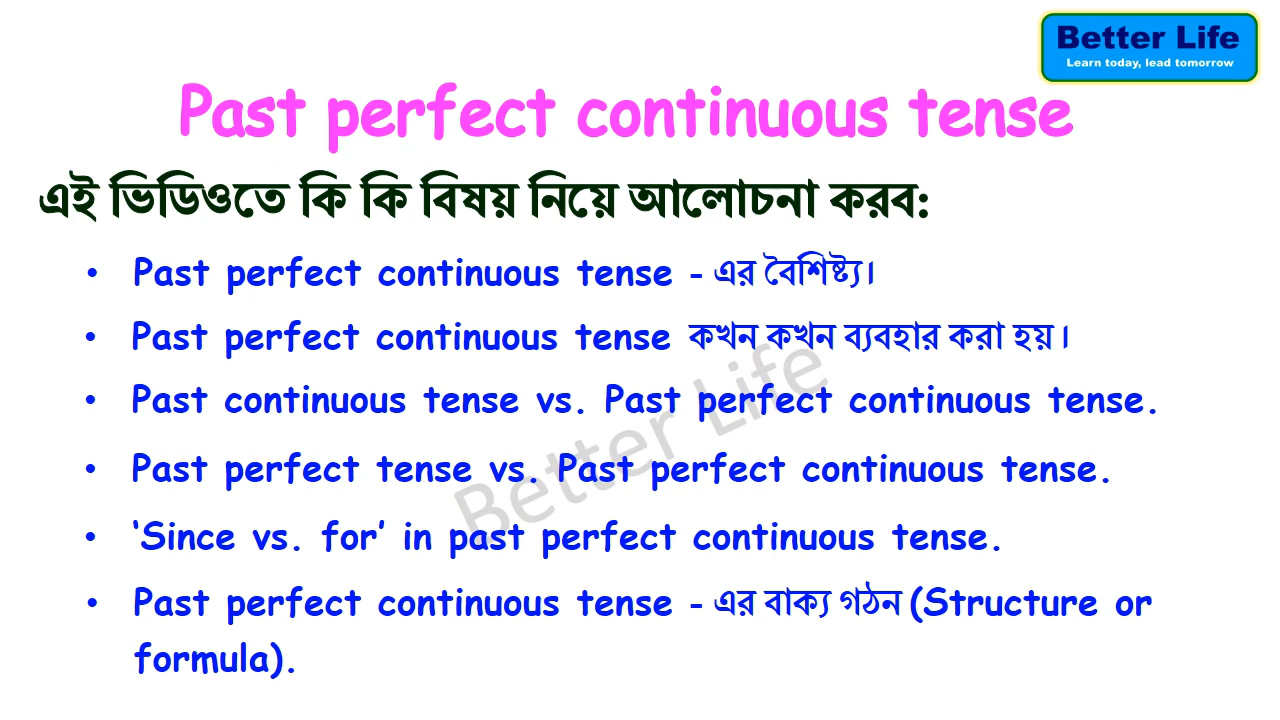 Better Life
Learn today, lead tomorrow
Past perfect continuous tense
এই ভিডিওতে কি কি বিষয় নিয়ে আলোচনা করব:
• Past perfect continuous tense - এর বৈশিষ্ট্য।
• Past perfect continuous tense কখন কখন ব্যবহার করা হয়।
• Past continuous tense vs. Past perfect continuous tense.
• Past perfect tense vs. Past perfect continuous tense.
• ‘Since vs. for’ in past perfect continuous tense.
• Past perfect continuous tense - এর বাক্য গঠন (Structure or
formula).
Better Life